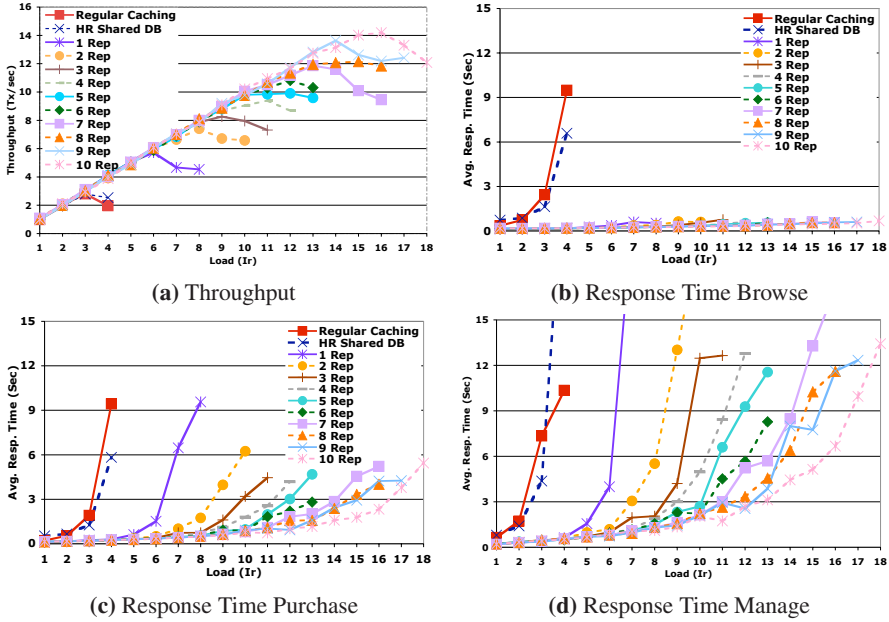 Throughput (Tx/sec)
16
14
12
10
8
6
4
2
0
Regular Caching
HR Shared DB
1 Rep
2 Rep
3 Rep
4 Rep
5 Rep
6 Rep
7 Rep
8 Rep
9 Rep
10 Rep
1 2 3 4 5 6 7 8 9 10 11 12 13 14 15 16 17 18
Load (Ir)
(a) Throughput
Avg. Resp. Time (Sec)
15
12
9
6
3
0
Regular Caching
HR Shared DB
1 Rep
2 Rep
3 Rep
4 Rep
5 Rep
6 Rep
7 Rep
8 Rep
9 Rep
10 Rep
1 2 3 4 5 6 7 8 9 10 11 12 13 14 15 16 17 18
Load (Ir)
(b) Response Time Browse
Avg. Resp. Time (Sec)
15
12
9
6
3
0
Regular Caching
HR Shared DB
1 Rep
2 Rep
3 Rep
4 Rep
5 Rep
6 Rep
7 Rep
8 Rep
9 Rep
10 Rep
1 2 3 4 5 6 7 8 9 10 11 12 13 14 15 16 17 18
Load (Ir)
(c) Response Time Purchase
Avg. Resp. Time (Sec)
15
12
9
6
3
0
1 2 3 4 5 6 7 8 9 10 11 12 13 14 15 16 17 18
Load (Ir)
(d) Response Time Manage